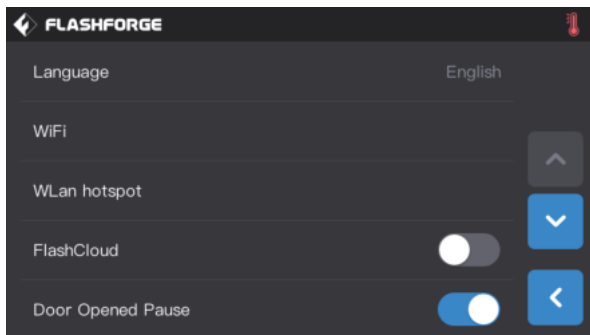 FLASHFORGE
Language English
WiFi
WLan hotspot
FlashCloud
Door Opened Pause